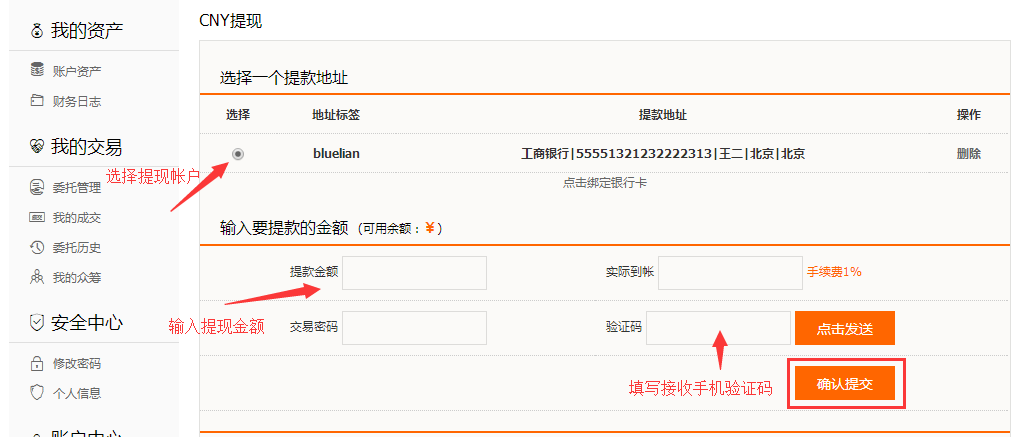 我的资产
账户资产
财务日志
我的交易
委托管理
我的成交
委托历史
我的众筹
安全中心
修改密码
个人信息
账户中心
CNY提现
选择一个提款地址
选择 地址标签 提款地址 操作
bluelian 工商银行|55551321232222313|王二|北京|北京 删除
选择提现帐户
点击绑定银行卡
输入要提款的金额（可用余额：¥）
提款金额 实际到帐 手续费1%
输入提现金额
交易密码 验证码 点击发送
填写接收手机验证码
确认提交